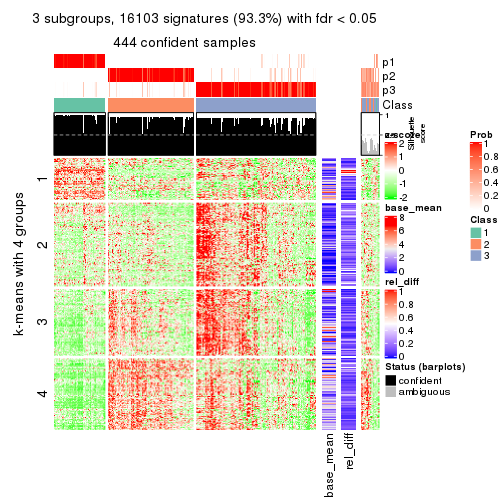 3 subgroups, 16103 signatures (93.3%) with fdr < 0.05
444 confident samples
p1
p2
p3
Class
1
Silhouette
score
k-means with 4 groups
1
2
3
4
base_mean
rel_diff
z-score
2
1
0
-1
-2
base_mean
8
6
4
2
0
rel_diff
1
0.8
0.6
0.4
0.2
0
Status (barplots)
confident
ambiguous
Prob
1
0.8
0.6
0.4
0.2
0
Class
1
2
3